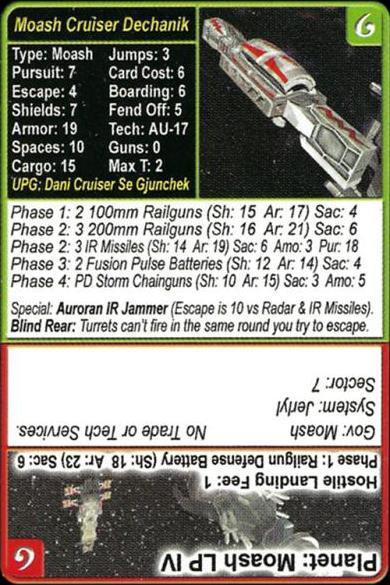 Moash Cruiser Dechanik
6
Type: Moash Jumps: 3
Pursuit: 7 Card Cost: 6
Escape: 4 Boarding: 6
Shields: 7 Fend Off: 5
Armor: 19 Tech: AU-17
Spaces: 10 Guns: 0
Cargo: 15 Max T: 2
UPG: Dani Cruiser Se Gjunchek
Phase 1: 2 100mm Railguns (Sh: 15 Ar: 17) Sac: 4
Phase 2: 3 200mm Railguns (Sh: 16 Ar: 21) Sac: 6
Phase 2: 3 IR Missiles (Sh: 14 Ar: 19) Sac: 6 Amo: 3 Pur: 18
Phase 3: 2 Fusion Pulse Batteries (Sh: 12 Ar: 14) Sac: 4
Phase 4: PD Storm Chainguns (Sh: 10 Ar: 15) Sac: 3 Amo: 5
Special: Auroran IR Jammer (Escape is 10 vs Radar & IR Missiles).
Blind Rear: Turrets can't fire in the same round you try to escape.
Planet: Moash LP IV
6
Hostile Landing Fee: 1
Phase 1: Railgun Defense Battery (Sh: 18 Ar: 23) Sac: 6
Gov: Moash No Trade or Tech Services.
System: Jerlyl
Sector: 7